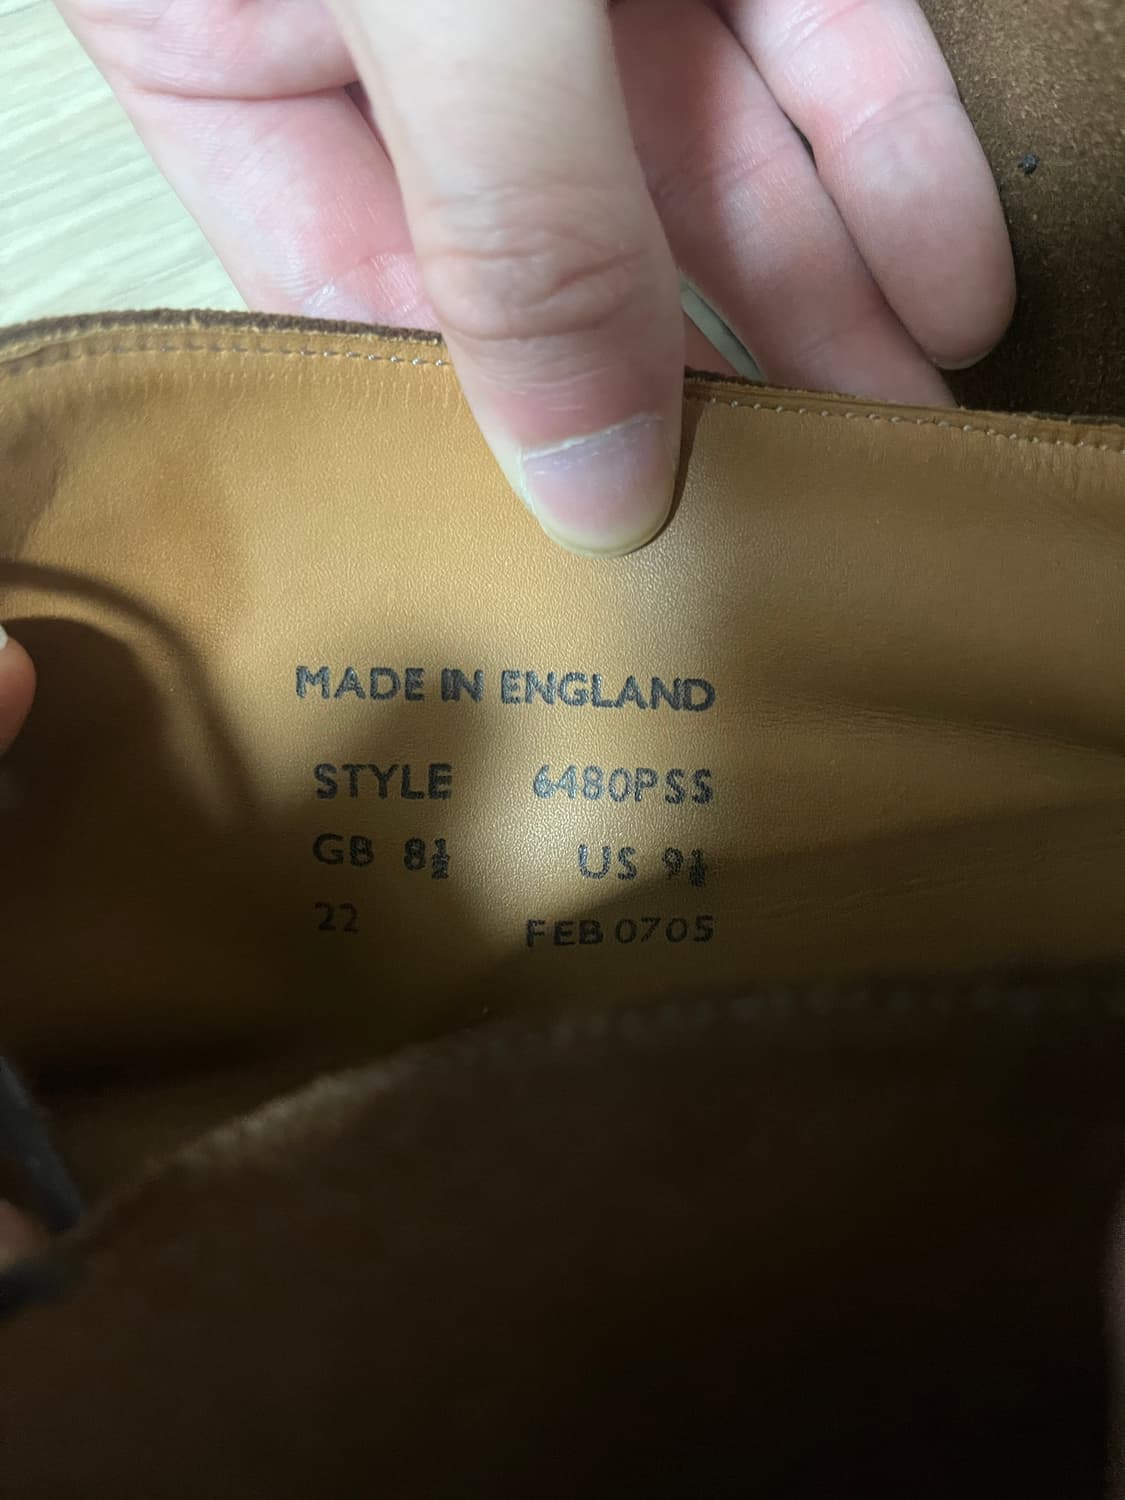 MADE IN ENGLAND
STYLE 6480PSS
GB 8½ US 9½
22 FEB 0705